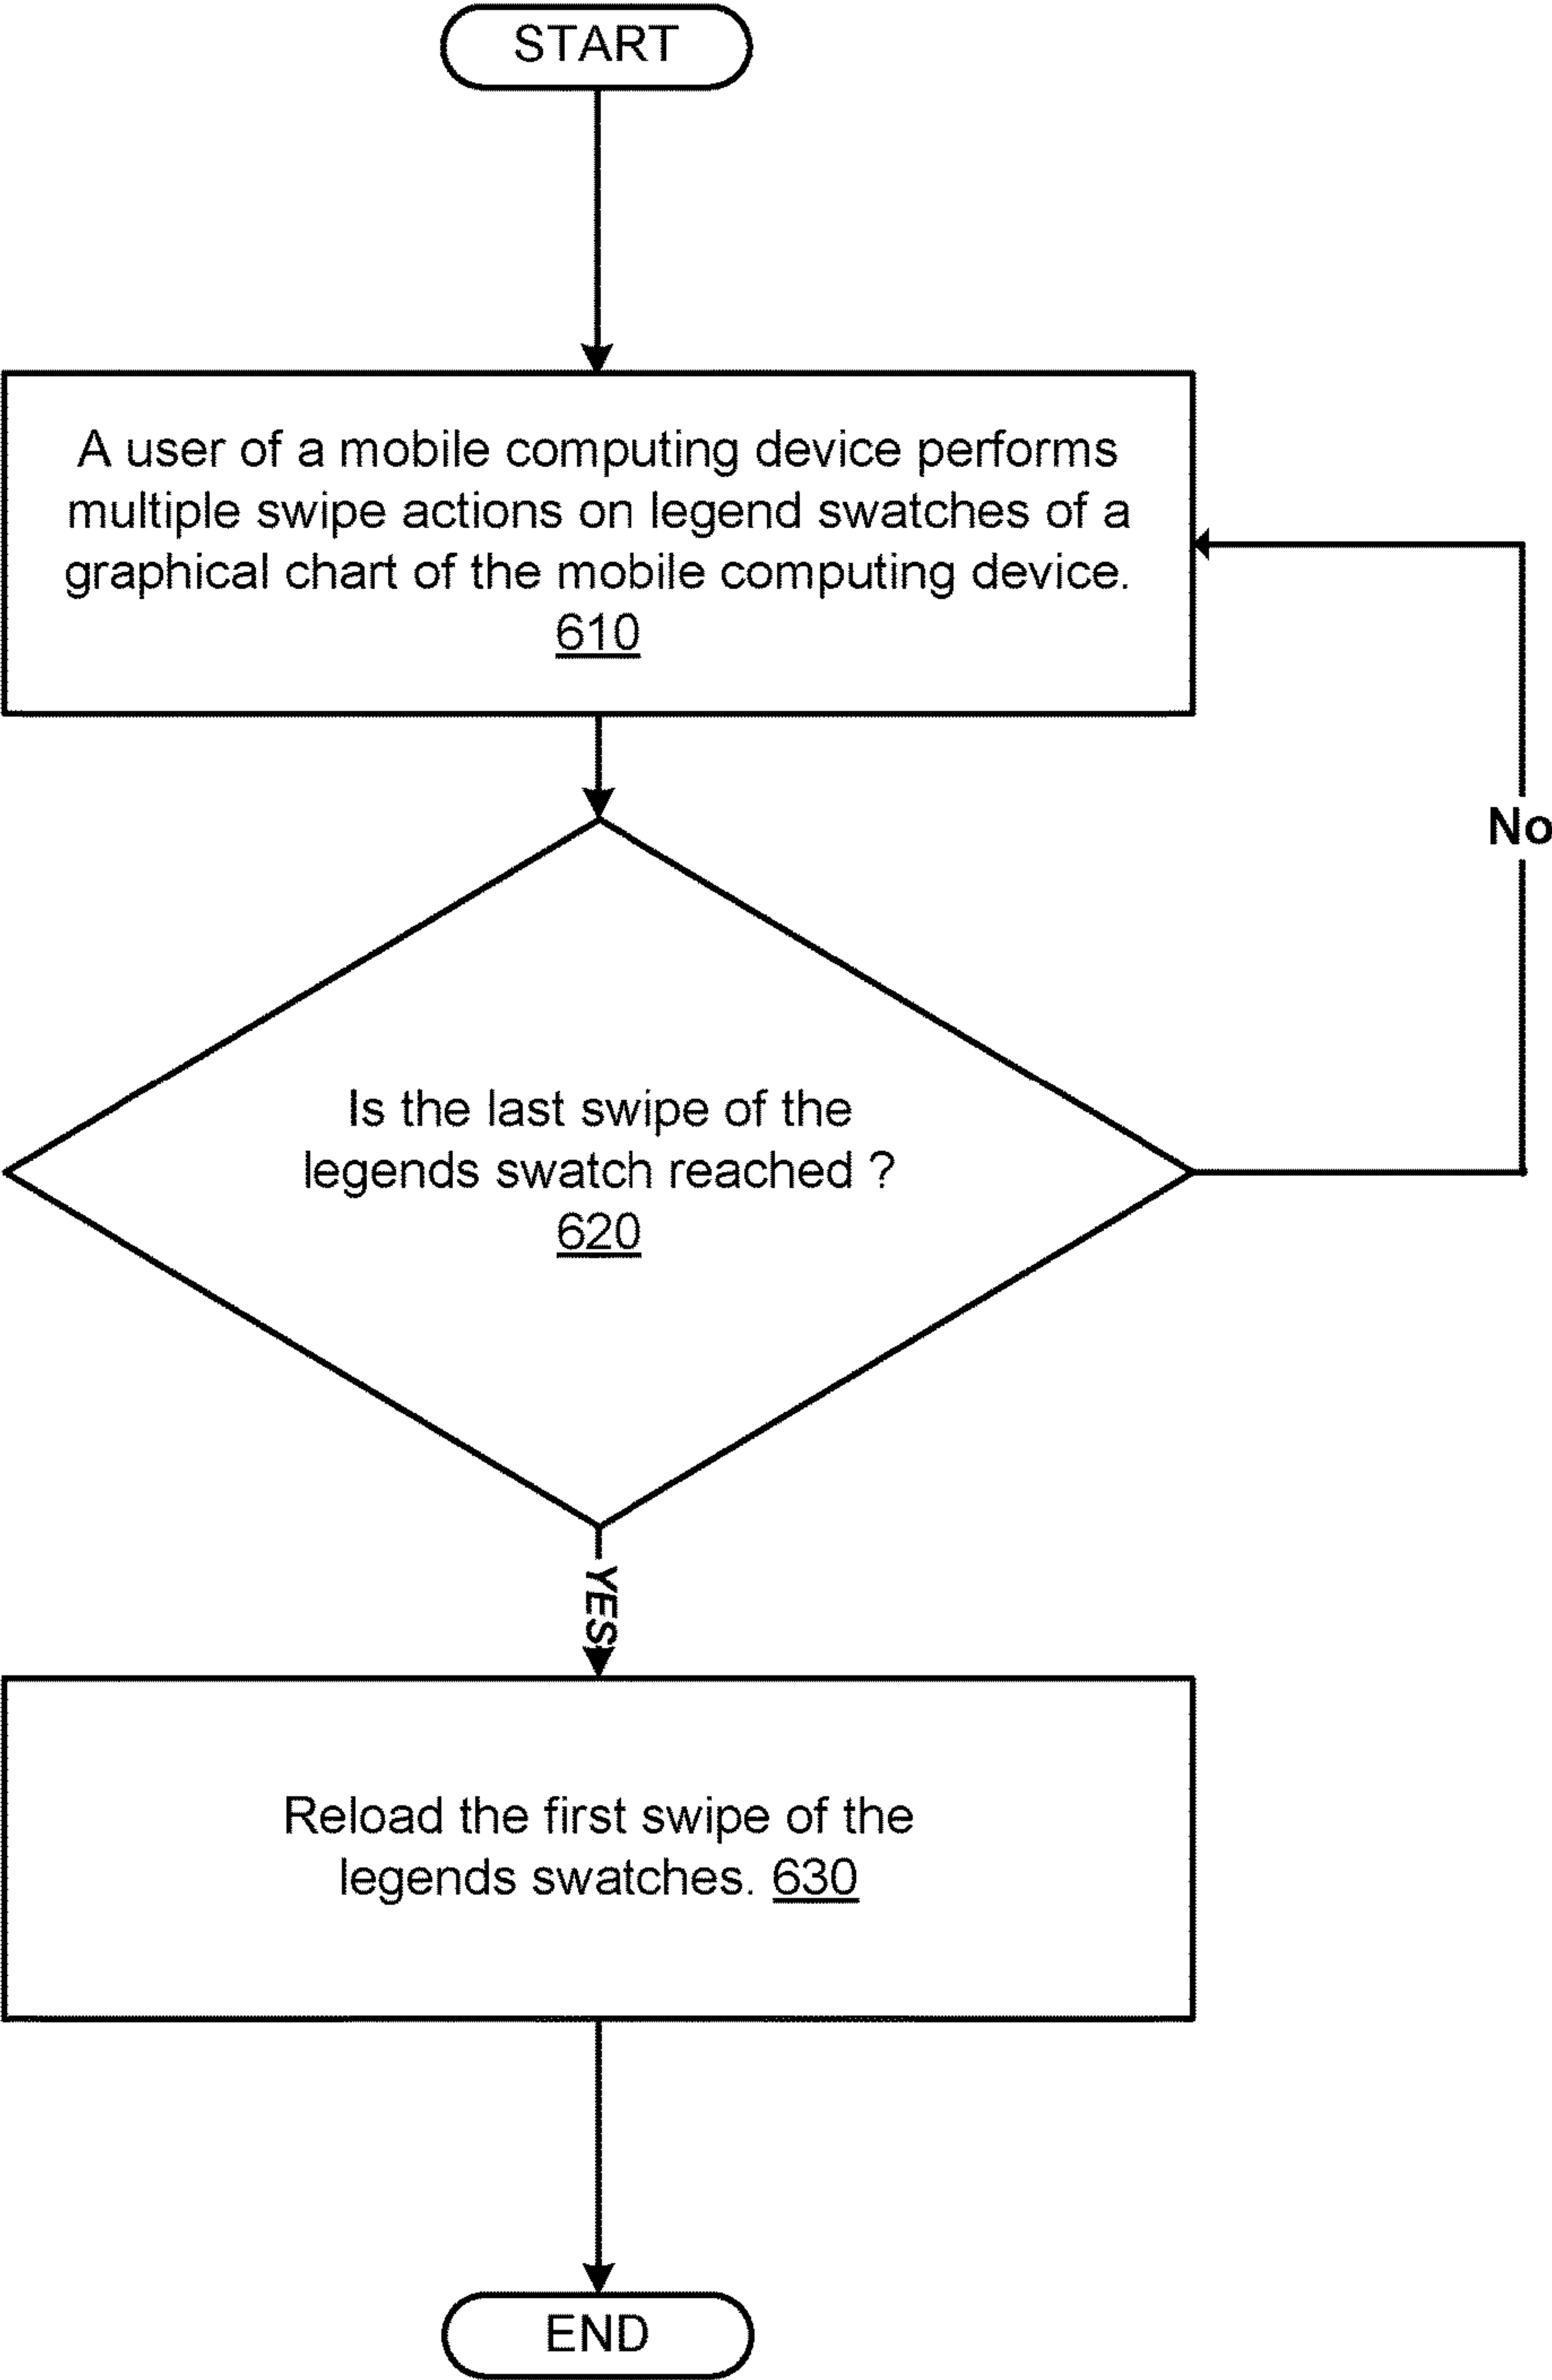 START
A user of a mobile computing device performs
multiple swipe actions on legend swatches of a
graphical chart of the mobile computing device.
610
No
Is the last swipe of the
legends swatch reached ?
620
YES
Reload the first swipe of the
legends swatches. 630
END